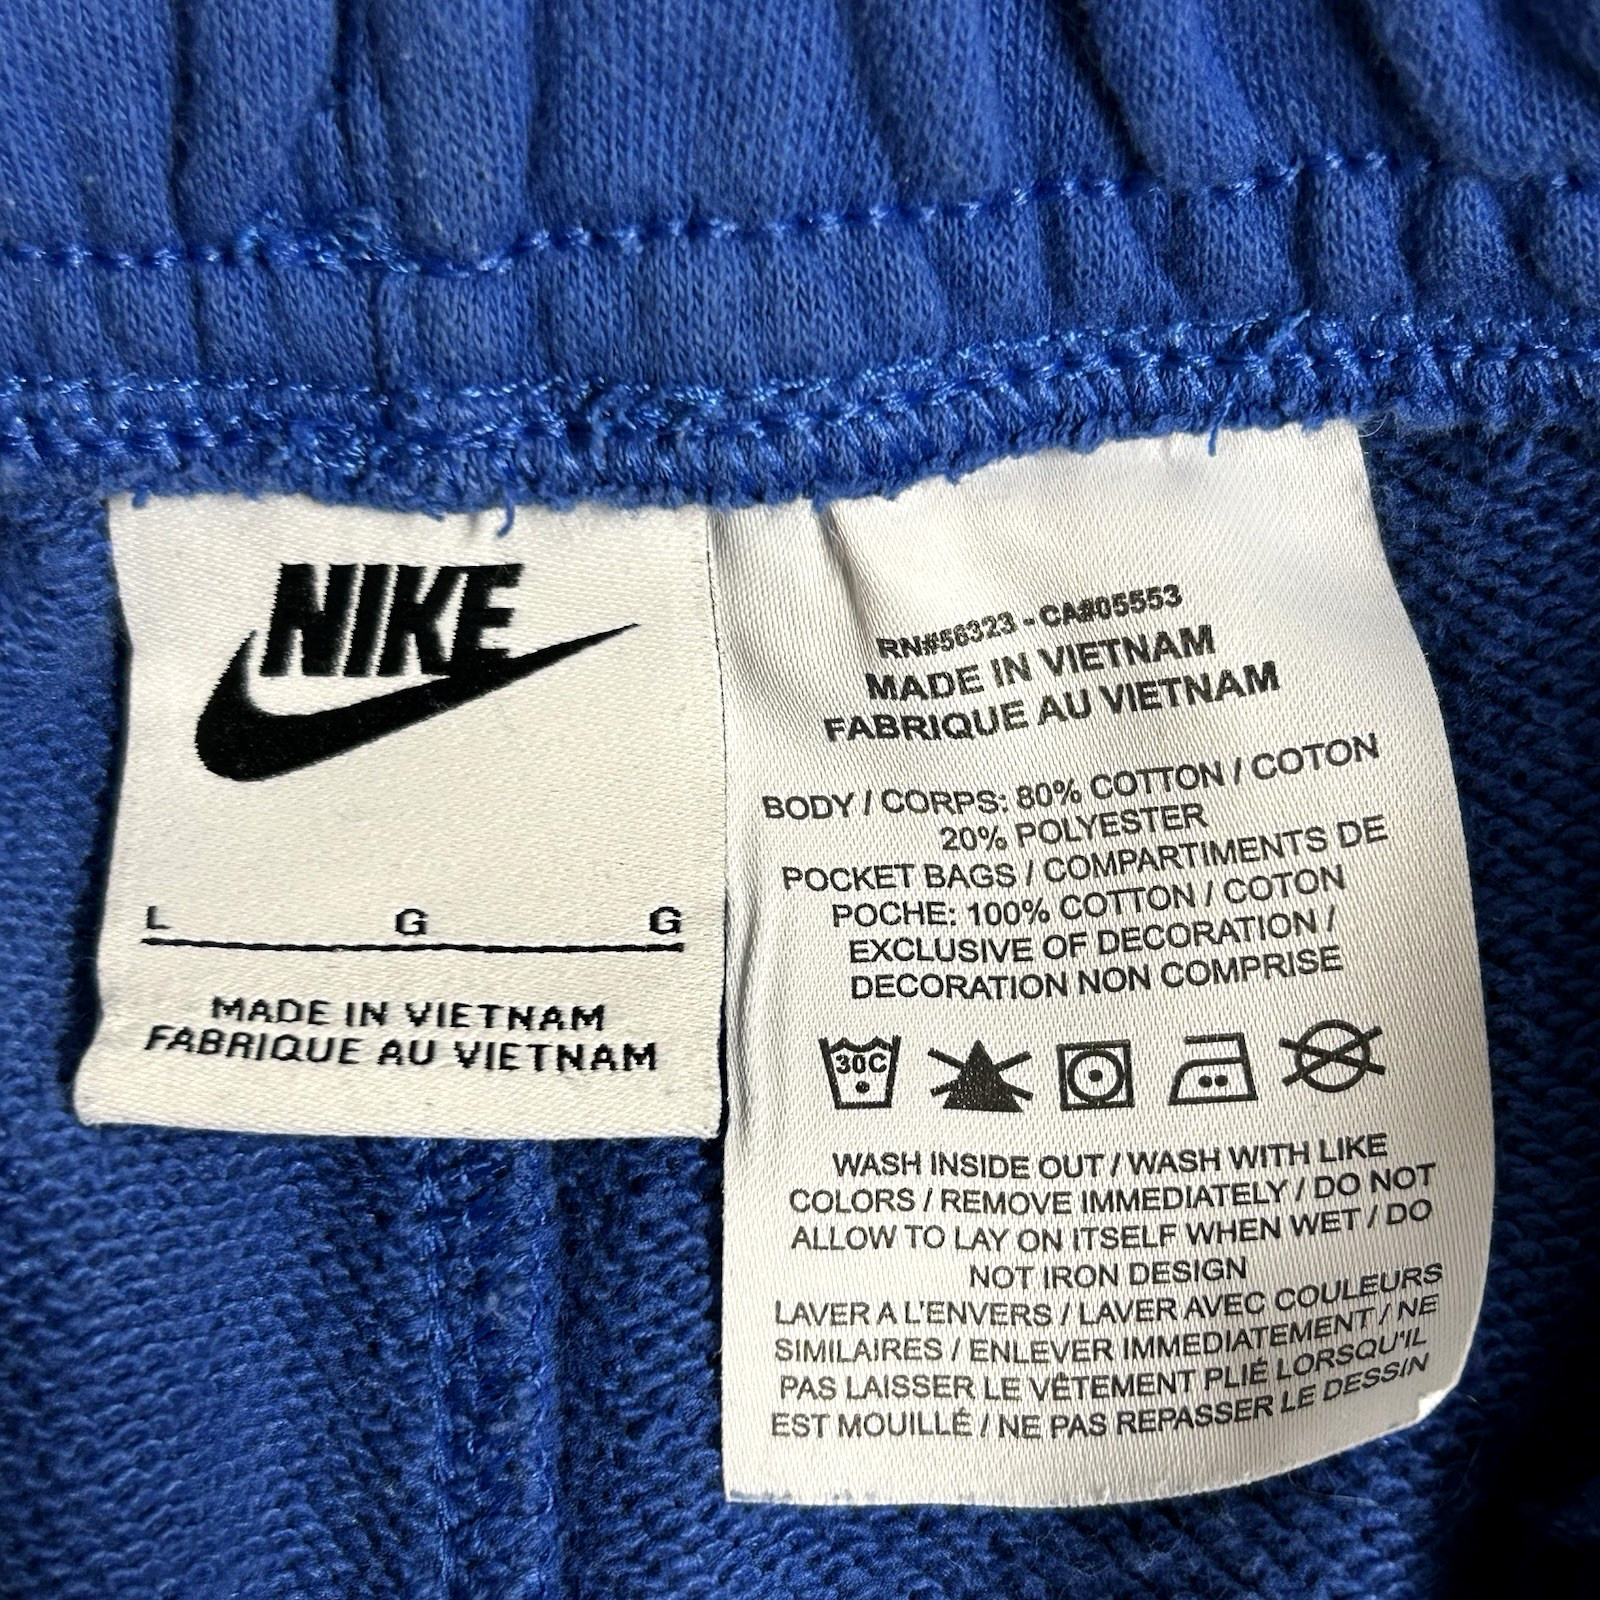 NIKE
L G G
MADE IN VIETNAM
FABRIQUE AU VIETNAM
RN#56323 - CA#05553
MADE IN VIETNAM
FABRIQUE AU VIETNAM
BODY / CORPS: 80% COTTON / COTON
20% POLYESTER
POCKET BAGS / COMPARTIMENTS DE
POCHE: 100% COTTON / COTON
EXCLUSIVE OF DECORATION /
DECORATION NON COMPRISE
30C
WASH INSIDE OUT / WASH WITH LIKE
COLORS / REMOVE IMMEDIATELY / DO NOT
ALLOW TO LAY ON ITSELF WHEN WET / DO
NOT IRON DESIGN
LAVER A L'ENVERS / LAVER AVEC COULEURS
SIMILAIRES / ENLEVER IMMEDIATEMENT / NE
PAS LAISSER LE VÊTEMENT PLIÉ LORSQU'IL
EST MOUILLÉ / NE PAS REPASSER LE DESSIN